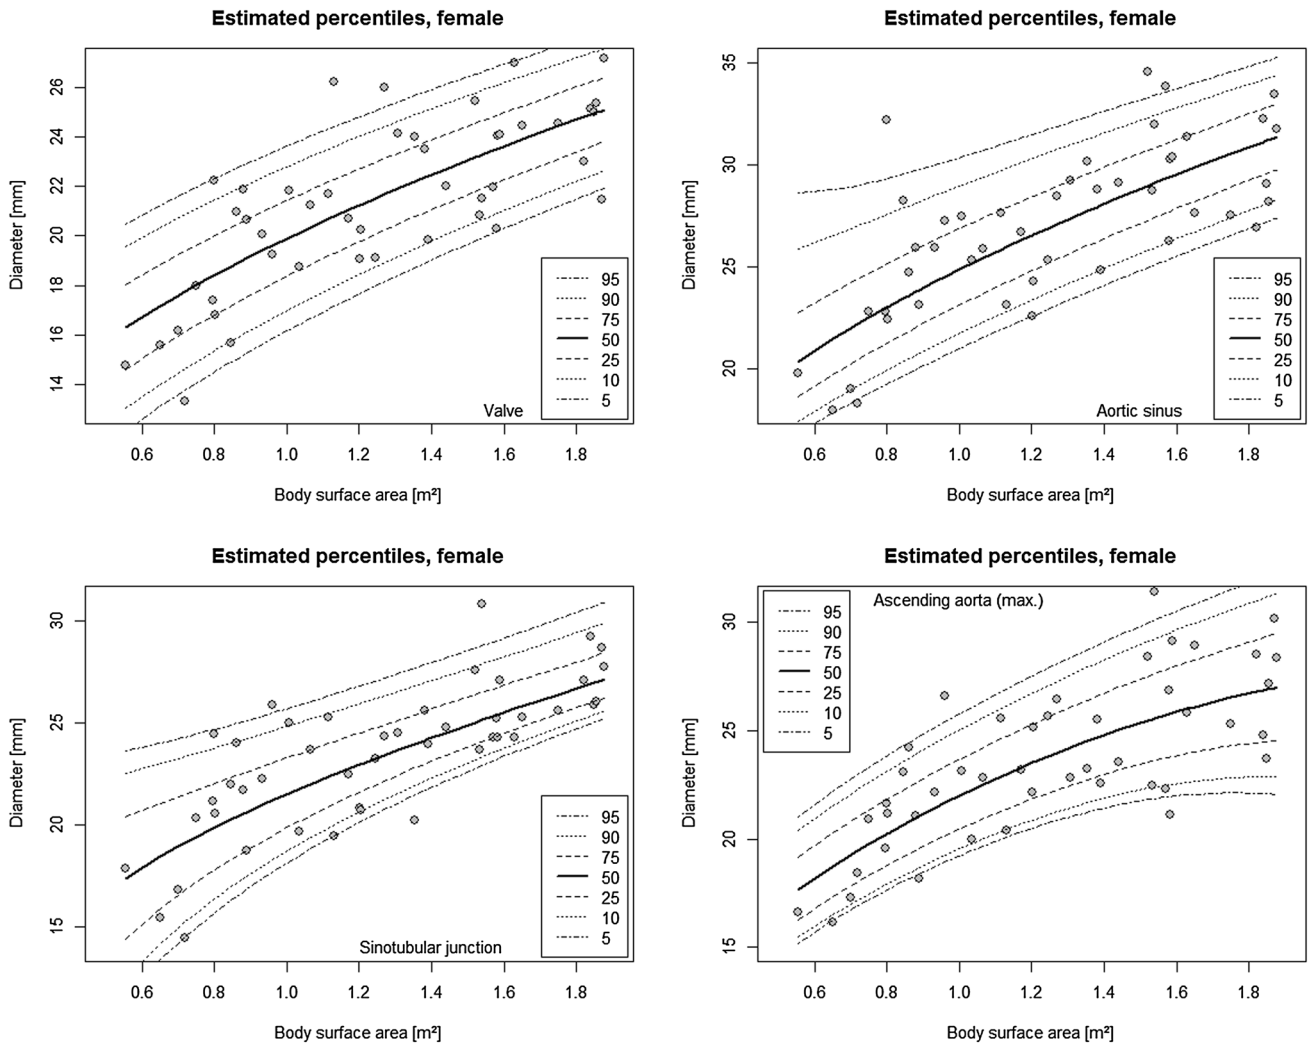 Estimated percentiles, female
Diameter [mm]
26
24
22
20
18
16
14
95
90
75
50
25
10
5
Valve
0.6 0.8 1.0 1.2 1.4 1.6 1.8
Body surface area [m²]
Estimated percentiles, female
Diameter [mm]
35
30
25
20
95
90
75
50
25
10
5
Aortic sinus
0.6 0.8 1.0 1.2 1.4 1.6 1.8
Body surface area [m²]
Estimated percentiles, female
Diameter [mm]
30
25
20
15
95
90
75
50
25
10
5
Sinotubular junction
0.6 0.8 1.0 1.2 1.4 1.6 1.8
Body surface area [m²]
Estimated percentiles, female
Ascending aorta (max.)
Diameter [mm]
30
25
20
15
95
90
75
50
25
10
5
0.6 0.8 1.0 1.2 1.4 1.6 1.8
Body surface area [m²]